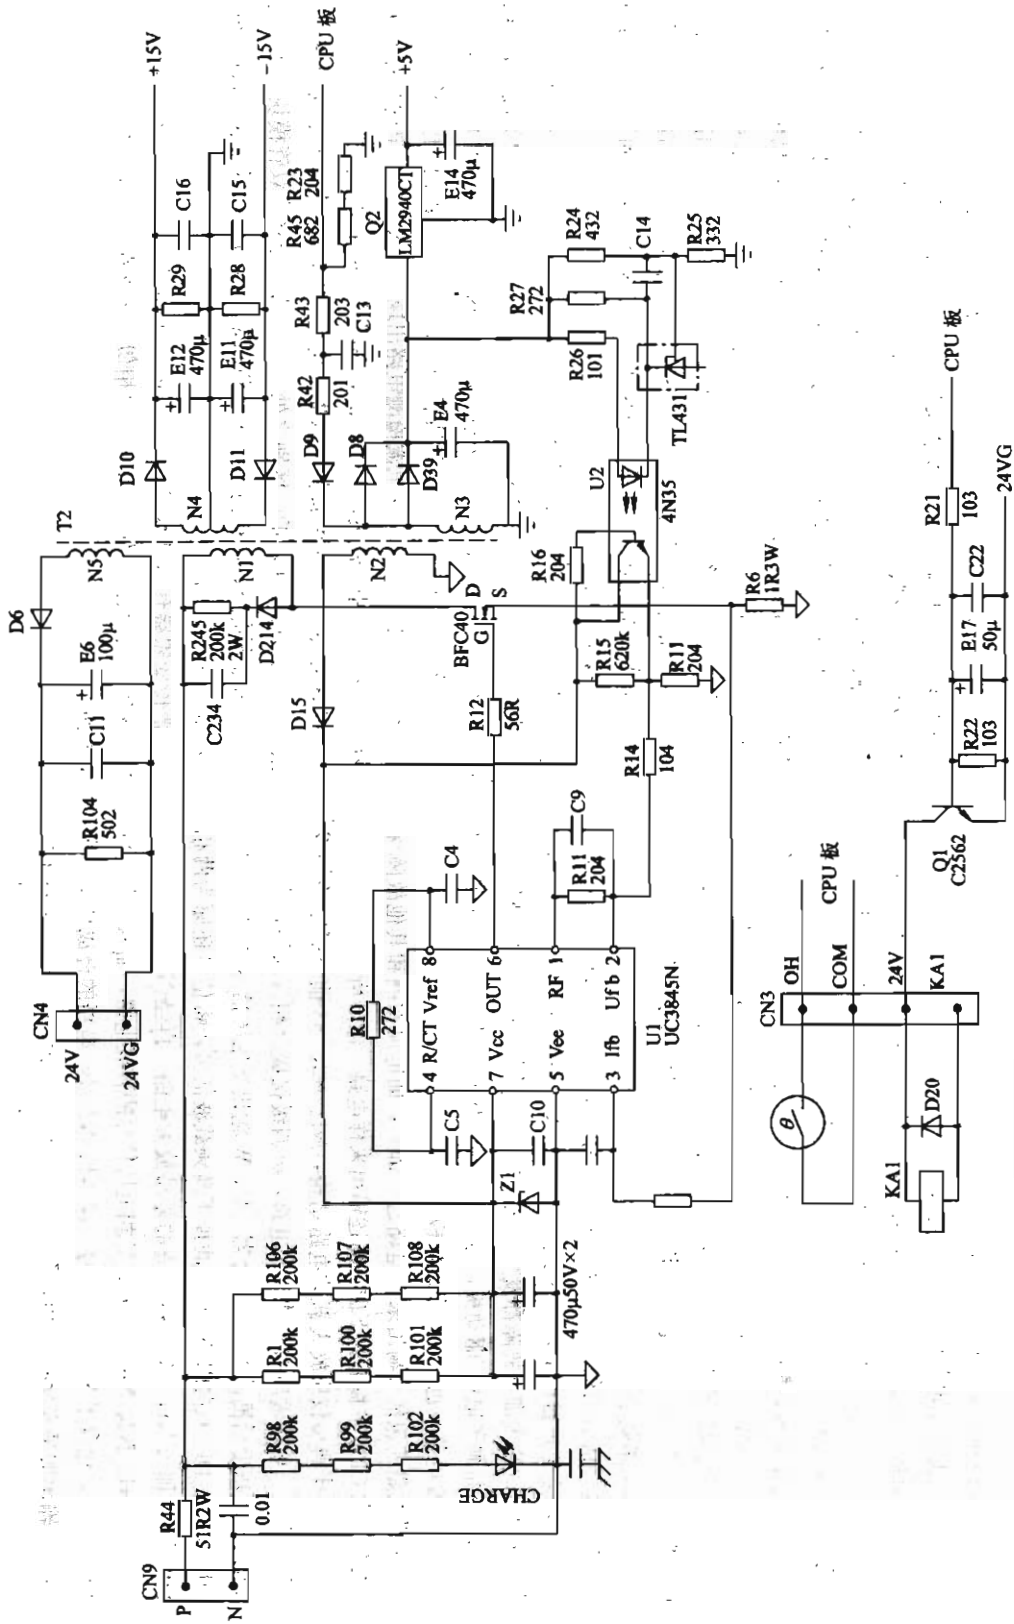 CN4
24V
24VG
R104
502
C11
E6
100μ
D6
N5
T2
D10
E12
470μ
R29
C16
+15V
N4
D11
E11
470μ
R28
C15
-15V
CN9
P
N
R44
51R2W
0.01
R98
200k
R99
200k
R102
200k
CHARGE
R1
200k
R100
200k
R101
200k
R106
200k
R107
200k
R108
200k
470μ50V×2
Z1
C5
C10
R10
272
C4
4 R/CT Vref 8
7 Vcc OUT 6
5 Vee RF 1
3 Ifb Ufb 2
U1
UC3845N
C234
R245
200k
2W
D214
N1
D15
N2
R12
56R
BFC40
G
D
S
R11
204
C9
R14
104
R15
620k
R11
204
R16
204
R6
1R3W
D9
R42
201
C13
R43
203
R45
682
R23
204
CPU 板
D8
D39
N3
E4
470μ
Q2
LM2940CT
E14
470μ
+5V
U2
4N35
R26
101
R27
272
R24
432
C14
R25
332
TL431
CN3
OH
COM
24V
KA1
CPU 板
θ
KA1
D20
Q1
C2562
R22
103
E17
50μ
C22
R21
103
CPU 板
24VG